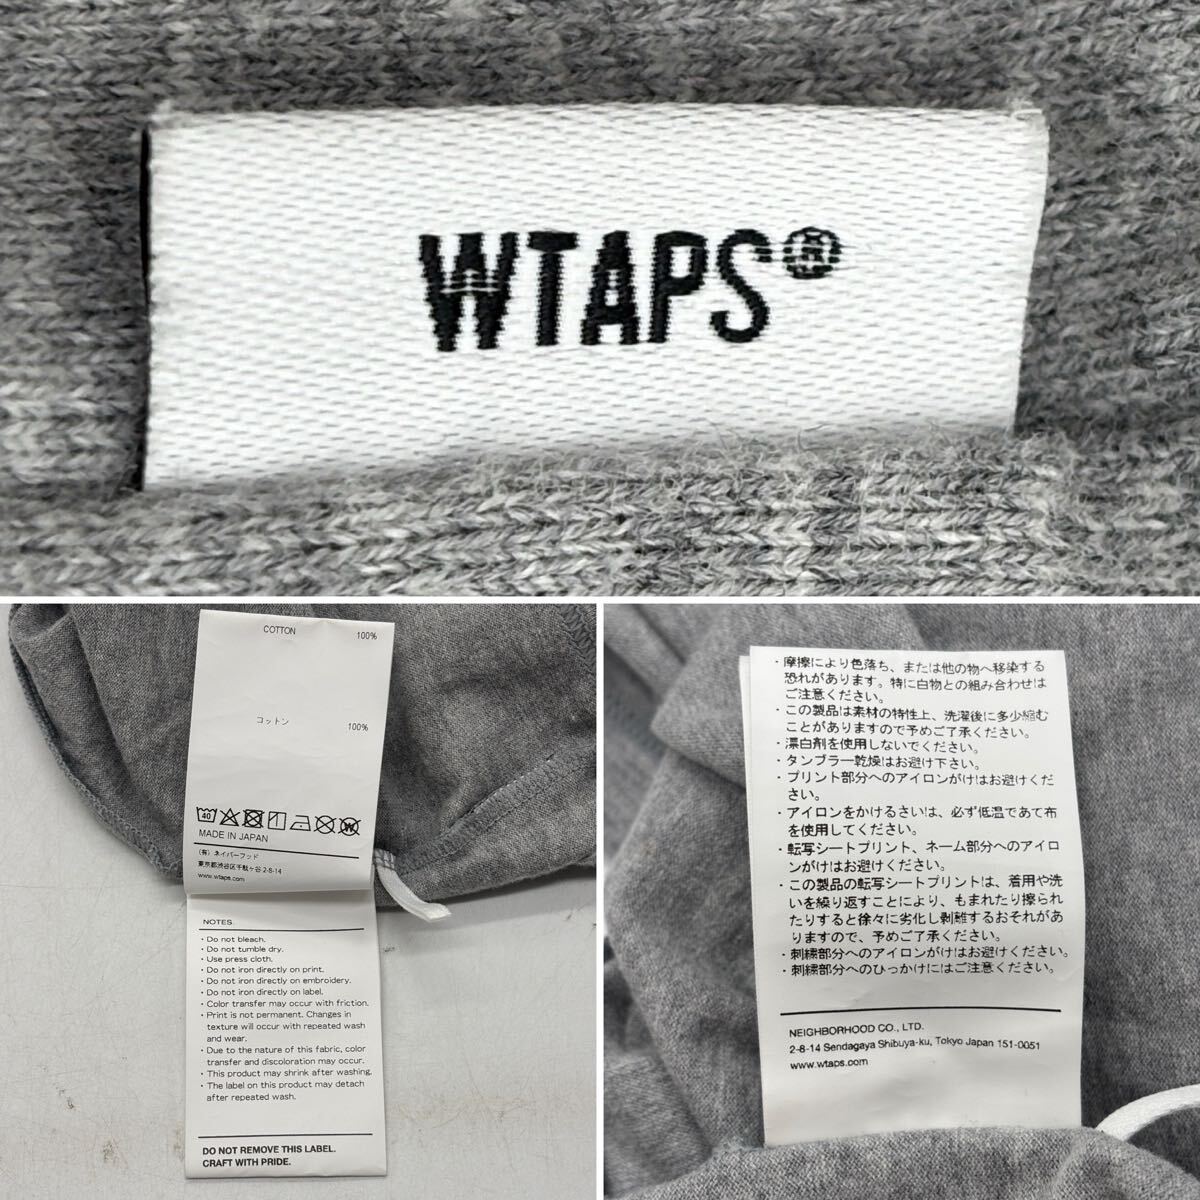 WTAPS®
COTTON 100%
コットン 100%
40
MADE IN JAPAN
(有)ネイバーフッド
東京都渋谷区千駄ヶ谷2-8-14
www.wtaps.com
NOTES
・Do not bleach.
・Do not tumble dry.
・Use press cloth.
・Do not iron directly on print.
・Do not iron directly on embroidery.
・Do not iron directly on label.
・Color transfer may occur with friction.
・Print is not permanent. Changes in
texture will occur with repeated wash
and wear.
・Due to the nature of this fabric, color
transfer and discoloration may occur.
・This product may shrink after washing.
・The label on this product may detach
after repeated wash.
DO NOT REMOVE THIS LABEL.
CRAFT WITH PRIDE.
・摩擦により色落ち、または他の物へ移染する
恐れがあります。特に白物との組み合わせは
ご注意ください。
・この製品は素材の特性上、洗濯後に多少縮む
ことがありますので予めご了承ください。
・漂白剤を使用しないでください。
・タンブラー乾燥はお避け下さい。
・プリント部分へのアイロンがけはお避けくだ
さい。
・アイロンをかけるさいは、必ず低温であて布
を使用してください。
・転写シートプリント、ネーム部分へのアイロ
ンがけはお避けください。
・この製品の転写シートプリントは、着用や洗
いを繰り返すことにより、もまれたり擦られ
たりすると徐々に劣化し剥離するおそれがあ
りますので、予めご了承ください。
・刺繍部分へのアイロンがけはお避けください。
・刺繍部分へのひっかけにはご注意ください。
NEIGHBORHOOD CO., LTD.
2-8-14 Sendagaya Shibuya-ku, Tokyo Japan 151-0051
www.wtaps.com